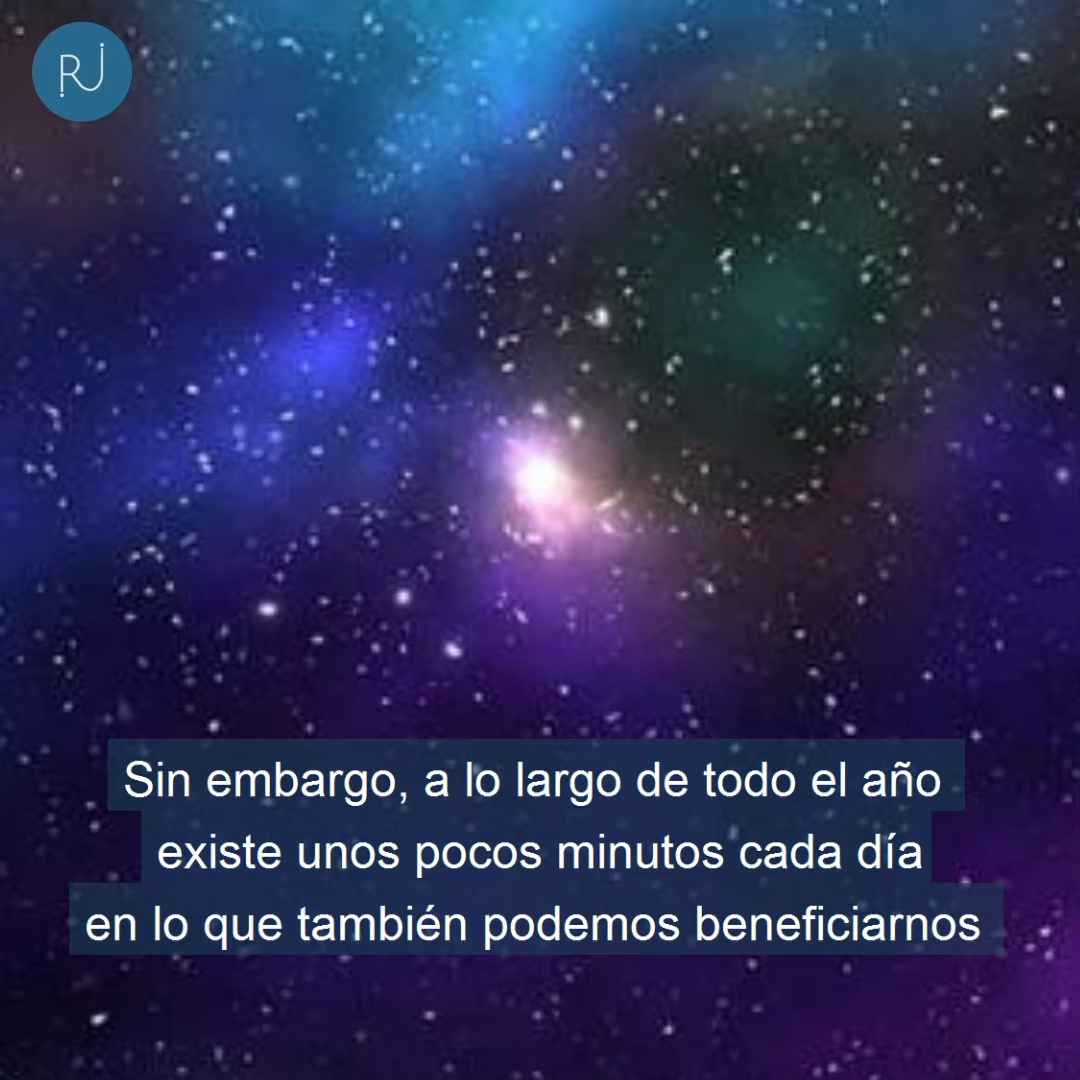 RJ
Sin embargo, a lo largo de todo el año
existe unos pocos minutos cada día
en lo que también podemos beneficiarnos